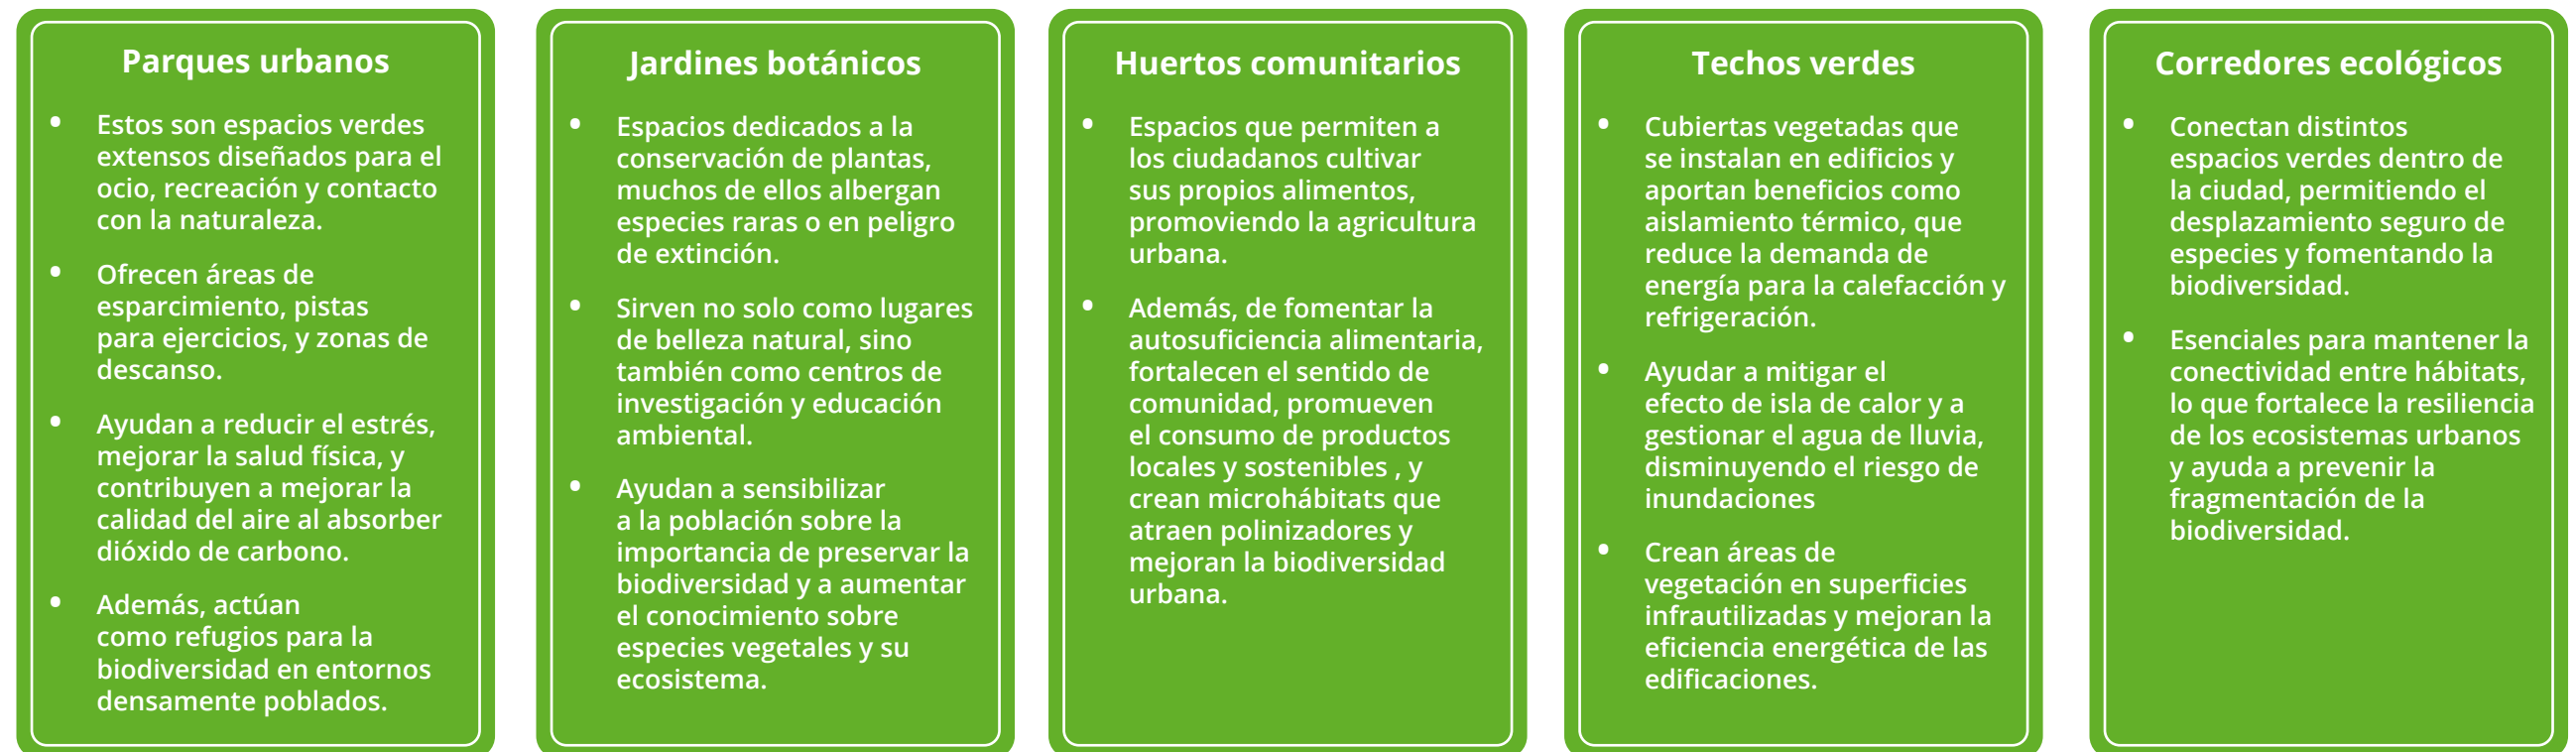 Parques urbanos
• Estos son espacios verdes
extensos diseñados para el
ocio, recreación y contacto
con la naturaleza.
• Ofrecen áreas de
esparcimiento, pistas
para ejercicios, y zonas de
descanso.
• Ayudan a reducir el estrés,
mejorar la salud física, y
contribuyen a mejorar la
calidad del aire al absorber
dióxido de carbono.
• Además, actúan
como refugios para la
biodiversidad en entornos
densamente poblados.
Jardines botánicos
• Espacios dedicados a la
conservación de plantas,
muchos de ellos albergan
especies raras o en peligro
de extinción.
• Sirven no solo como lugares
de belleza natural, sino
también como centros de
investigación y educación
ambiental.
• Ayudan a sensibilizar
a la población sobre la
importancia de preservar la
biodiversidad y a aumentar
el conocimiento sobre
especies vegetales y su
ecosistema.
Huertos comunitarios
• Espacios que permiten a
los ciudadanos cultivar
sus propios alimentos,
promoviendo la agricultura
urbana.
• Además, de fomentar la
autosuficiencia alimentaria,
fortalecen el sentido de
comunidad, promueven
el consumo de productos
locales y sostenibles , y
crean microhábitats que
atraen polinizadores y
mejoran la biodiversidad
urbana.
Techos verdes
• Cubiertas vegetadas que
se instalan en edificios y
aportan beneficios como
aislamiento térmico, que
reduce la demanda de
energía para la calefacción y
refrigeración.
• Ayudar a mitigar el
efecto de isla de calor y a
gestionar el agua de lluvia,
disminuyendo el riesgo de
inundaciones
• Crean áreas de
vegetación en superficies
infrautilizadas y mejoran la
eficiencia energética de las
edificaciones.
Corredores ecológicos
• Conectan distintos
espacios verdes dentro de
la ciudad, permitiendo el
desplazamiento seguro de
especies y fomentando la
biodiversidad.
• Esenciales para mantener la
conectividad entre hábitats,
lo que fortalece la resiliencia
de los ecosistemas urbanos
y ayuda a prevenir la
fragmentación de la
biodiversidad.